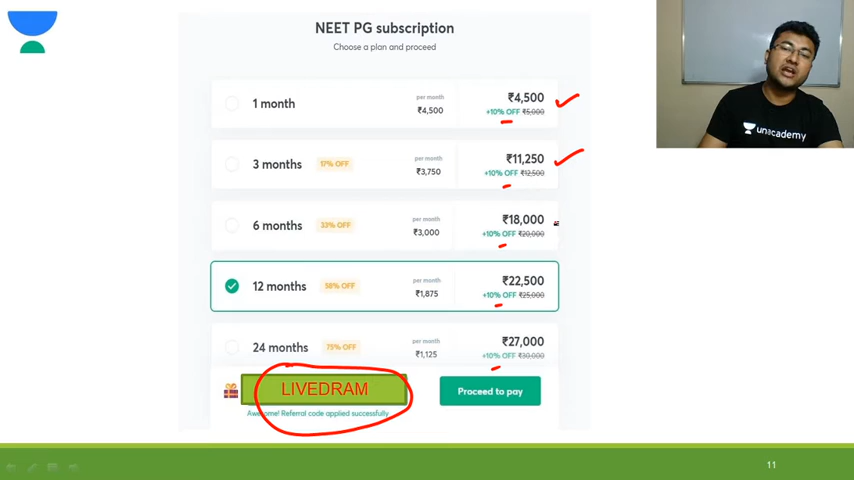 NEET PG subscription
Choose a plan and proceed
1 month
per month
₹4,500
₹4,500
+10% OFF ₹5,000
3 months 17% OFF
per month
₹3,750
₹11,250
+10% OFF ₹12,500
6 months 33% OFF
per month
₹3,000
₹18,000
+10% OFF ₹20,000
12 months 58% OFF
per month
₹1,875
₹22,500
+10% OFF ₹25,000
24 months 75% OFF
per month
₹1,125
₹27,000
+10% OFF ₹30,000
LIVEDRAM
Proceed to pay
Awesome! Referral code applied successfully
unacademy
11